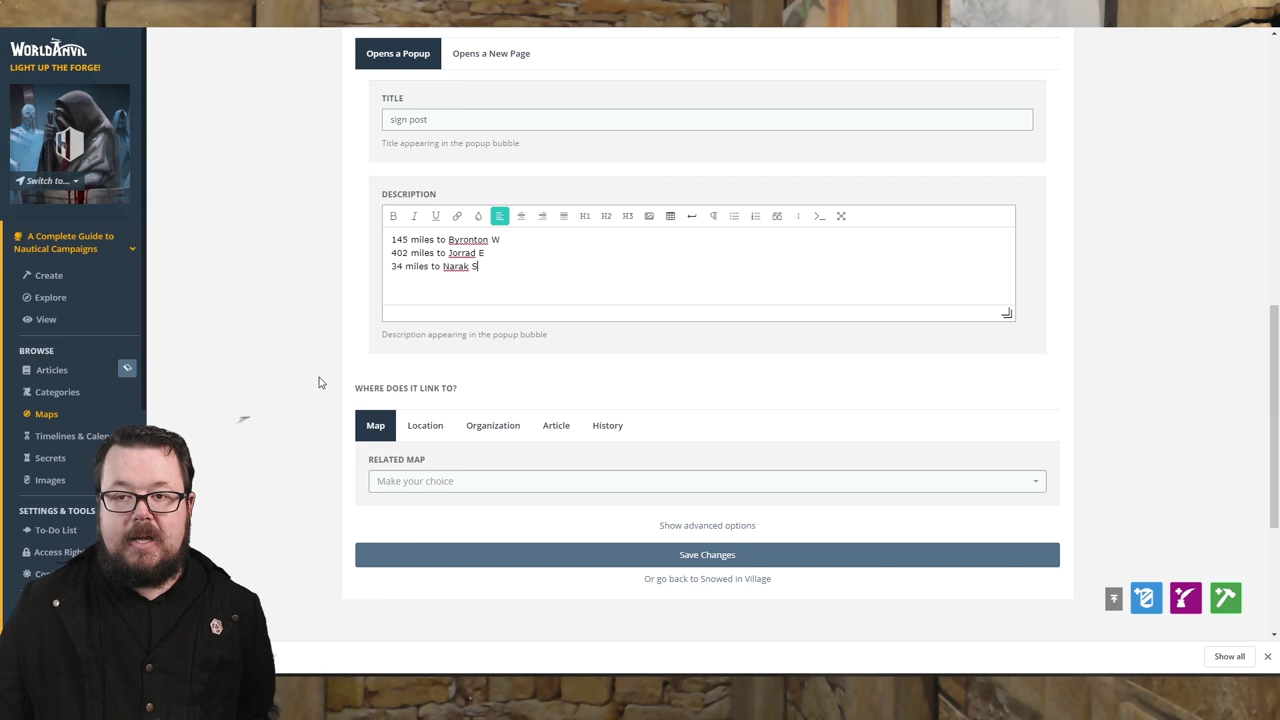 WORLDANVIL
LIGHT UP THE FORGE!
Switch to...
A Complete Guide to
Nautical Campaigns
Create
Explore
View
BROWSE
Articles
Categories
Maps
Timelines & Calen
Secrets
Images
SETTINGS & TOOLS
To-Do List
Access Righ
Opens a Popup
Opens a New Page
TITLE
sign post
Title appearing in the popup bubble
DESCRIPTION
B I U H1 H2 H3
145 miles to Byronton W
402 miles to Jorrad E
34 miles to Narak S
Description appearing in the popup bubble
WHERE DOES IT LINK TO?
Map Location Organization Article History
RELATED MAP
Make your choice
Show advanced options
Save Changes
Or go back to Snowed in Village
Show all